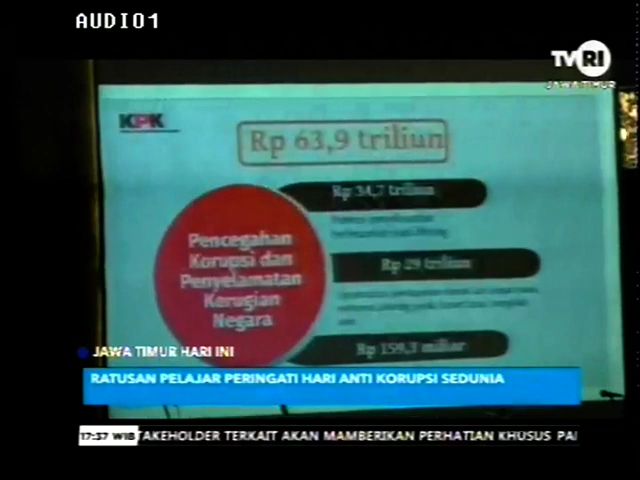 AUDIO1
TVRI
JAWA TIMUR
KPK
Rp 63,9 triliun
Rp 34,7 triliun
Pencegahan
Korupsi dan
Penyelamatan
Kerugian
Negara
Rp 29 triliun
Rp 159,3 miliar
JAWA TIMUR HARI INI
RATUSAN PELAJAR PERINGATI HARI ANTI KORUPSI SEDUNIA
17:37 WIB TAKEHOLDER TERKAIT AKAN MAMBERIKAN PERHATIAN KHUSUS PA